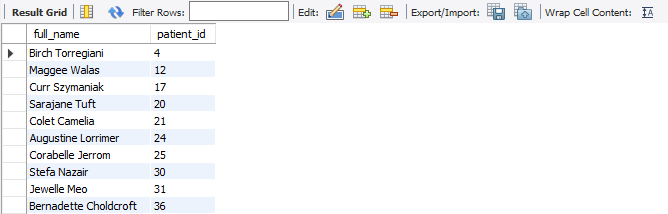 Result Grid Filter Rows: Edit: Export/Import: Wrap Cell Content: IA
full_name patient_id
Birch Torregiani 4
Maggee Walas 12
Curr Szymaniak 17
Sarajane Tuft 20
Colet Camelia 21
Augustine Lorrimer 24
Corabelle Jerrom 25
Stefa Nazair 30
Jewelle Meo 31
Bernadette Choldcroft 36